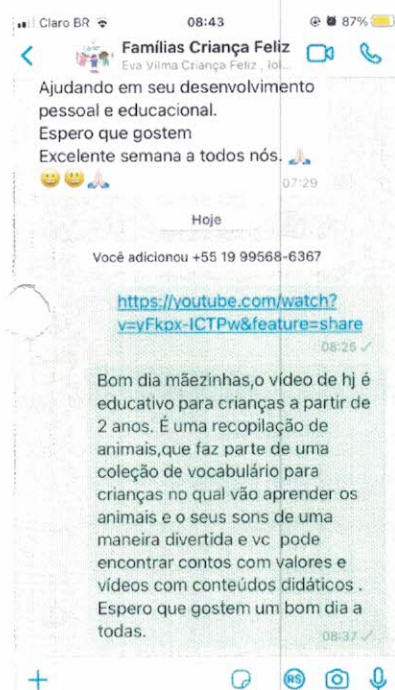 Claro BR 08:43 87%
Famílias Criança Feliz
Eva Vilma Criança Feliz , Iol...
Ajudando em seu desenvolvimento
pessoal e educacional.
Espero que gostem
Excelente semana a todos nós. 🙏🏻
😀😃🙏🏻 07:29
Hoje
Você adicionou +55 19 99568-6367
https://youtube.com/watch?
v=yFkpx-ICTPw&feature=share
08:26
Bom dia mãezinhas,o vídeo de hj é
educativo para crianças a partir de
2 anos. É uma recopilação de
animais,que faz parte de uma
coleção de vocabulário para
crianças no qual vão aprender os
animais e o seus sons de uma
maneira divertida e vc pode
encontrar contos com valores e
vídeos com conteúdos didáticos .
Espero que gostem um bom dia a
todas. 08:37
R$